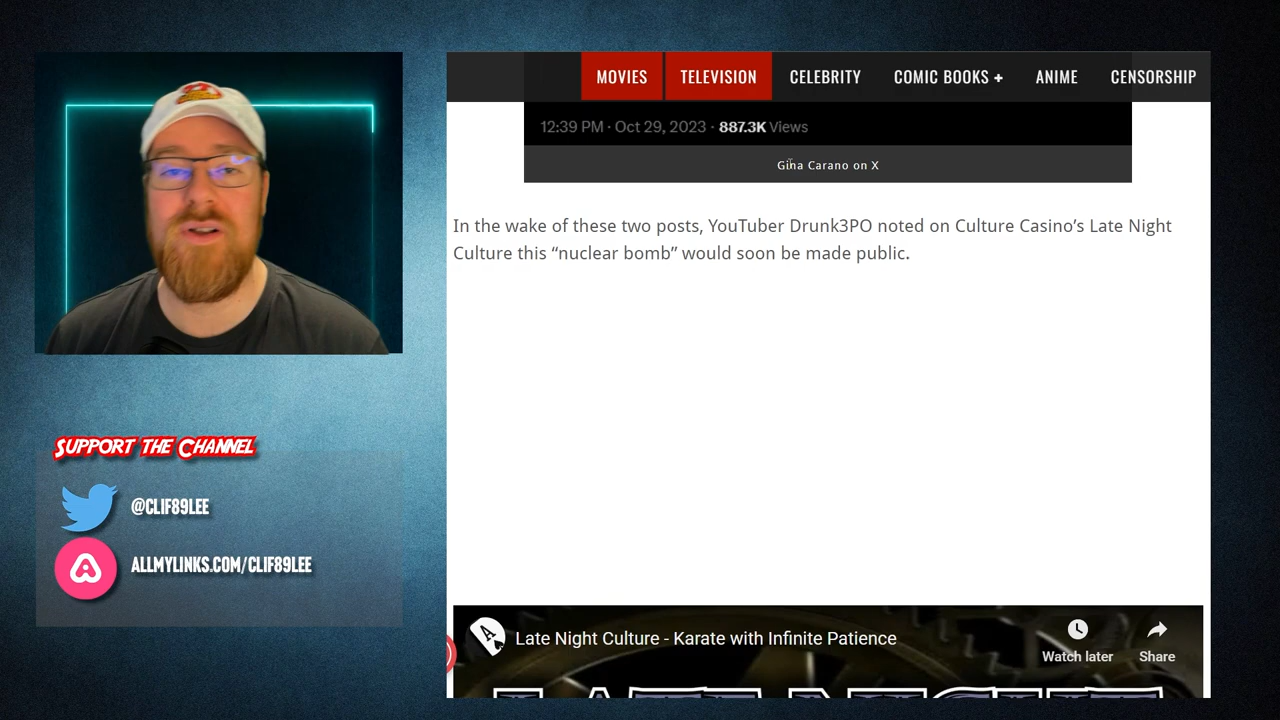 MOVIES TELEVISION CELEBRITY COMIC BOOKS + ANIME CENSORSHIP
12:39 PM · Oct 29, 2023 · 887.3K Views
Gina Carano on X
In the wake of these two posts, YouTuber Drunk3PO noted on Culture Casino’s Late Night
Culture this “nuclear bomb” would soon be made public.
SUPPORT THE CHANNEL
@CLIF89LEE
ALLMYLINKS.COM/CLIF89LEE
Late Night Culture - Karate with Infinite Patience
Watch later Share